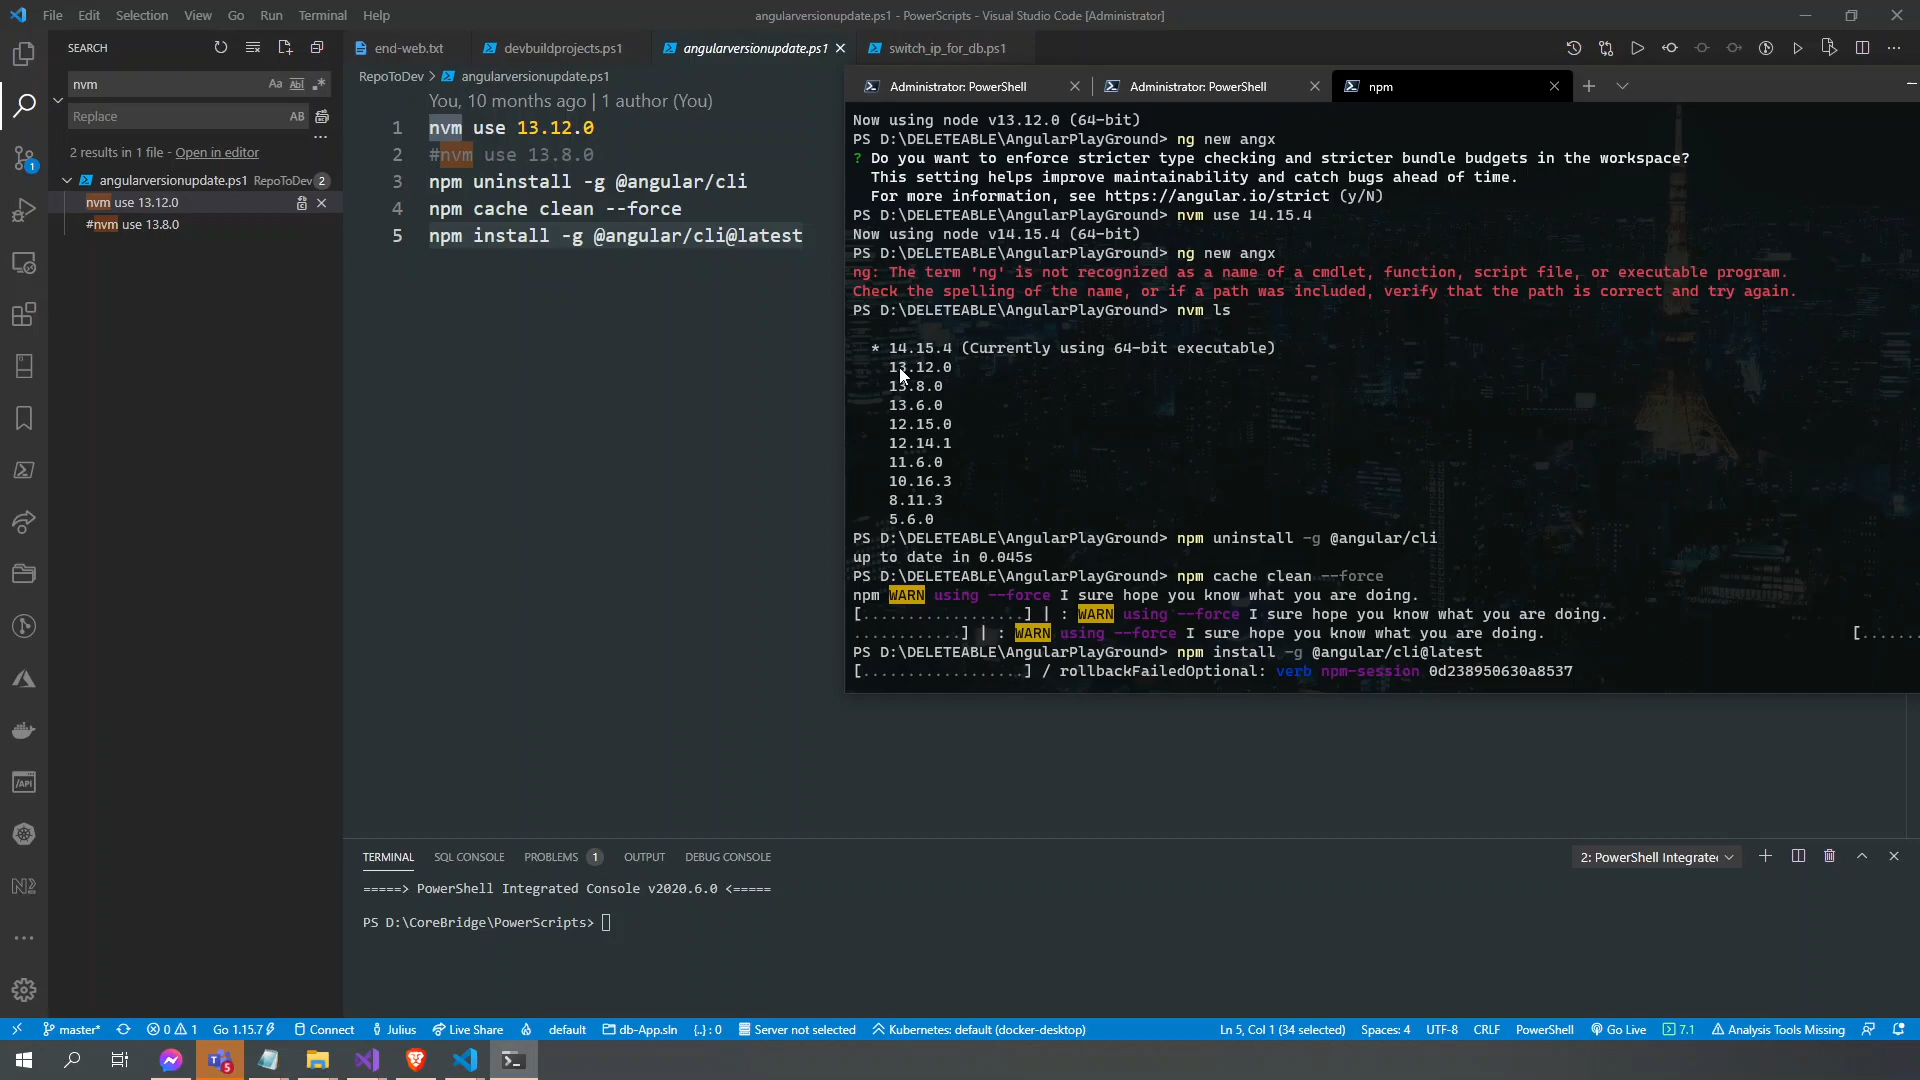 File Edit Selection View Go Run Terminal Help
angularversionupdate.ps1 - PowerScripts - Visual Studio Code [Administrator]
SEARCH
nvm
Aa Abl .*
Replace
AB
2 results in 1 file - Open in editor
angularversionupdate.ps1 RepoToDev 2
nvm use 13.12.0
#nvm use 13.8.0
end-web.txt
devbuildprojects.ps1
angularversionupdate.ps1
switch_ip_for_db.ps1
RepoToDev > angularversionupdate.ps1
You, 10 months ago | 1 author (You)
1 nvm use 13.12.0
2 #nvm use 13.8.0
3 npm uninstall -g @angular/cli
4 npm cache clean --force
5 npm install -g @angular/cli@latest
Administrator: PowerShell
Administrator: PowerShell
npm
Now using node v13.12.0 (64-bit)
PS D:\DELETEABLE\AngularPlayGround> ng new angx
? Do you want to enforce stricter type checking and stricter bundle budgets in the workspace?
This setting helps improve maintainability and catch bugs ahead of time.
For more information, see https://angular.io/strict (y/N)
PS D:\DELETEABLE\AngularPlayGround> nvm use 14.15.4
Now using node v14.15.4 (64-bit)
PS D:\DELETEABLE\AngularPlayGround> ng new angx
ng: The term 'ng' is not recognized as a name of a cmdlet, function, script file, or executable program.
Check the spelling of the name, or if a path was included, verify that the path is correct and try again.
PS D:\DELETEABLE\AngularPlayGround> nvm ls
* 14.15.4 (Currently using 64-bit executable)
13.12.0
13.8.0
13.6.0
12.15.0
12.14.1
11.6.0
10.16.3
8.11.3
5.6.0
PS D:\DELETEABLE\AngularPlayGround> npm uninstall -g @angular/cli
up to date in 0.045s
PS D:\DELETEABLE\AngularPlayGround> npm cache clean --force
npm WARN using --force I sure hope you know what you are doing.
[..................] | : WARN using --force I sure hope you know what you are doing.
............] | : WARN using --force I sure hope you know what you are doing. [.......
PS D:\DELETEABLE\AngularPlayGround> npm install -g @angular/cli@latest
[..................] / rollbackFailedOptional: verb npm-session 0d238950630a8537
TERMINAL SQL CONSOLE PROBLEMS 1 OUTPUT DEBUG CONSOLE
2: PowerShell Integrated
=====> PowerShell Integrated Console v2020.6.0 <=====
PS D:\CoreBridge\PowerScripts>
1
/API
N2
master* 0 1 Go 1.15.7 Connect Julius Live Share default db-App.sln {..} : 0 Server not selected Kubernetes: default (docker-desktop)
Ln 5, Col 1 (34 selected) Spaces: 4 UTF-8 CRLF PowerShell Go Live 7.1 Analysis Tools Missing
5